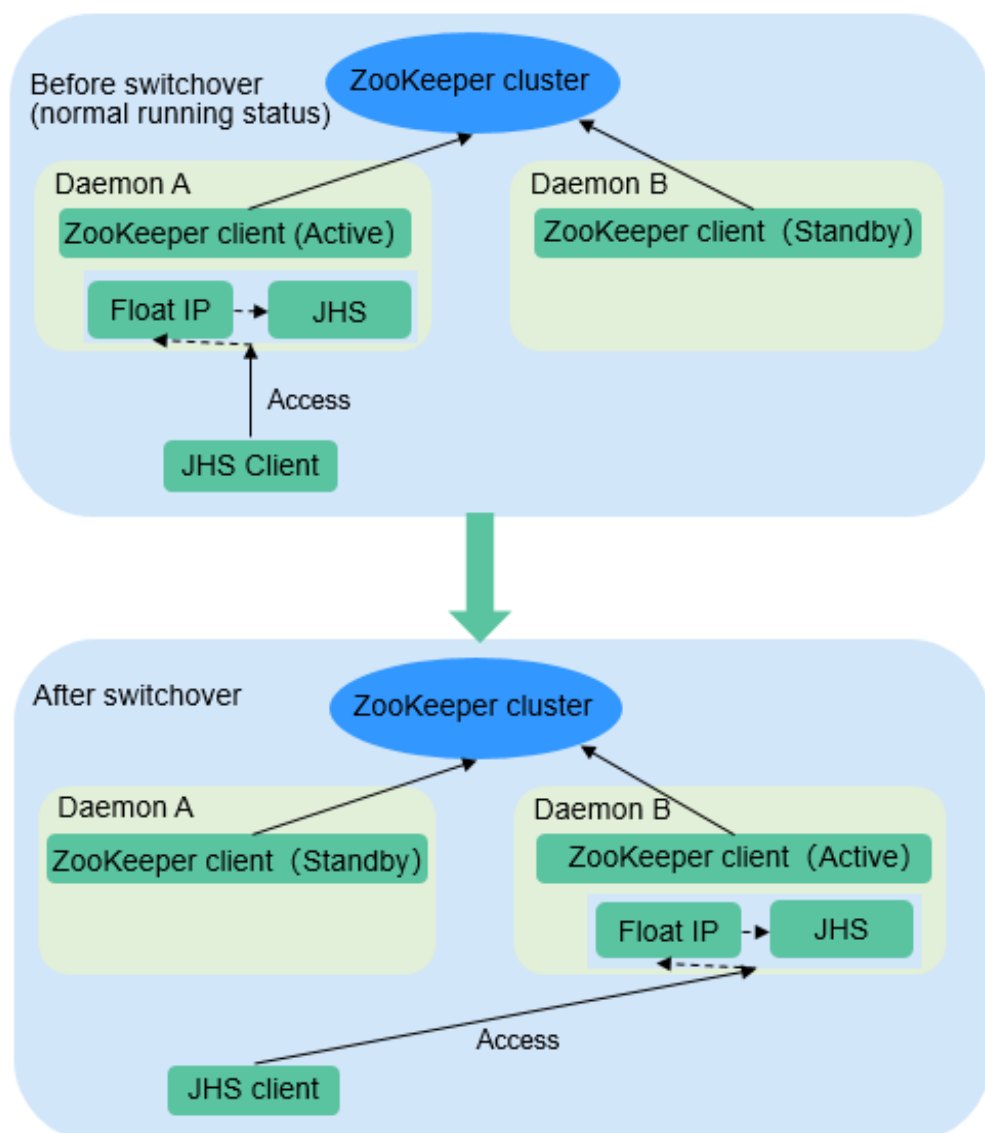 ZooKeeper cluster
Before switchover
(normal running status)
Daemon A
Daemon B
ZooKeeper client (Active)
ZooKeeper client（Standby）
Float IP
JHS
Access
JHS Client
ZooKeeper cluster
After switchover
Daemon A
Daemon B
ZooKeeper client（Standby）
ZooKeeper client（Active）
Float IP
JHS
Access
JHS client